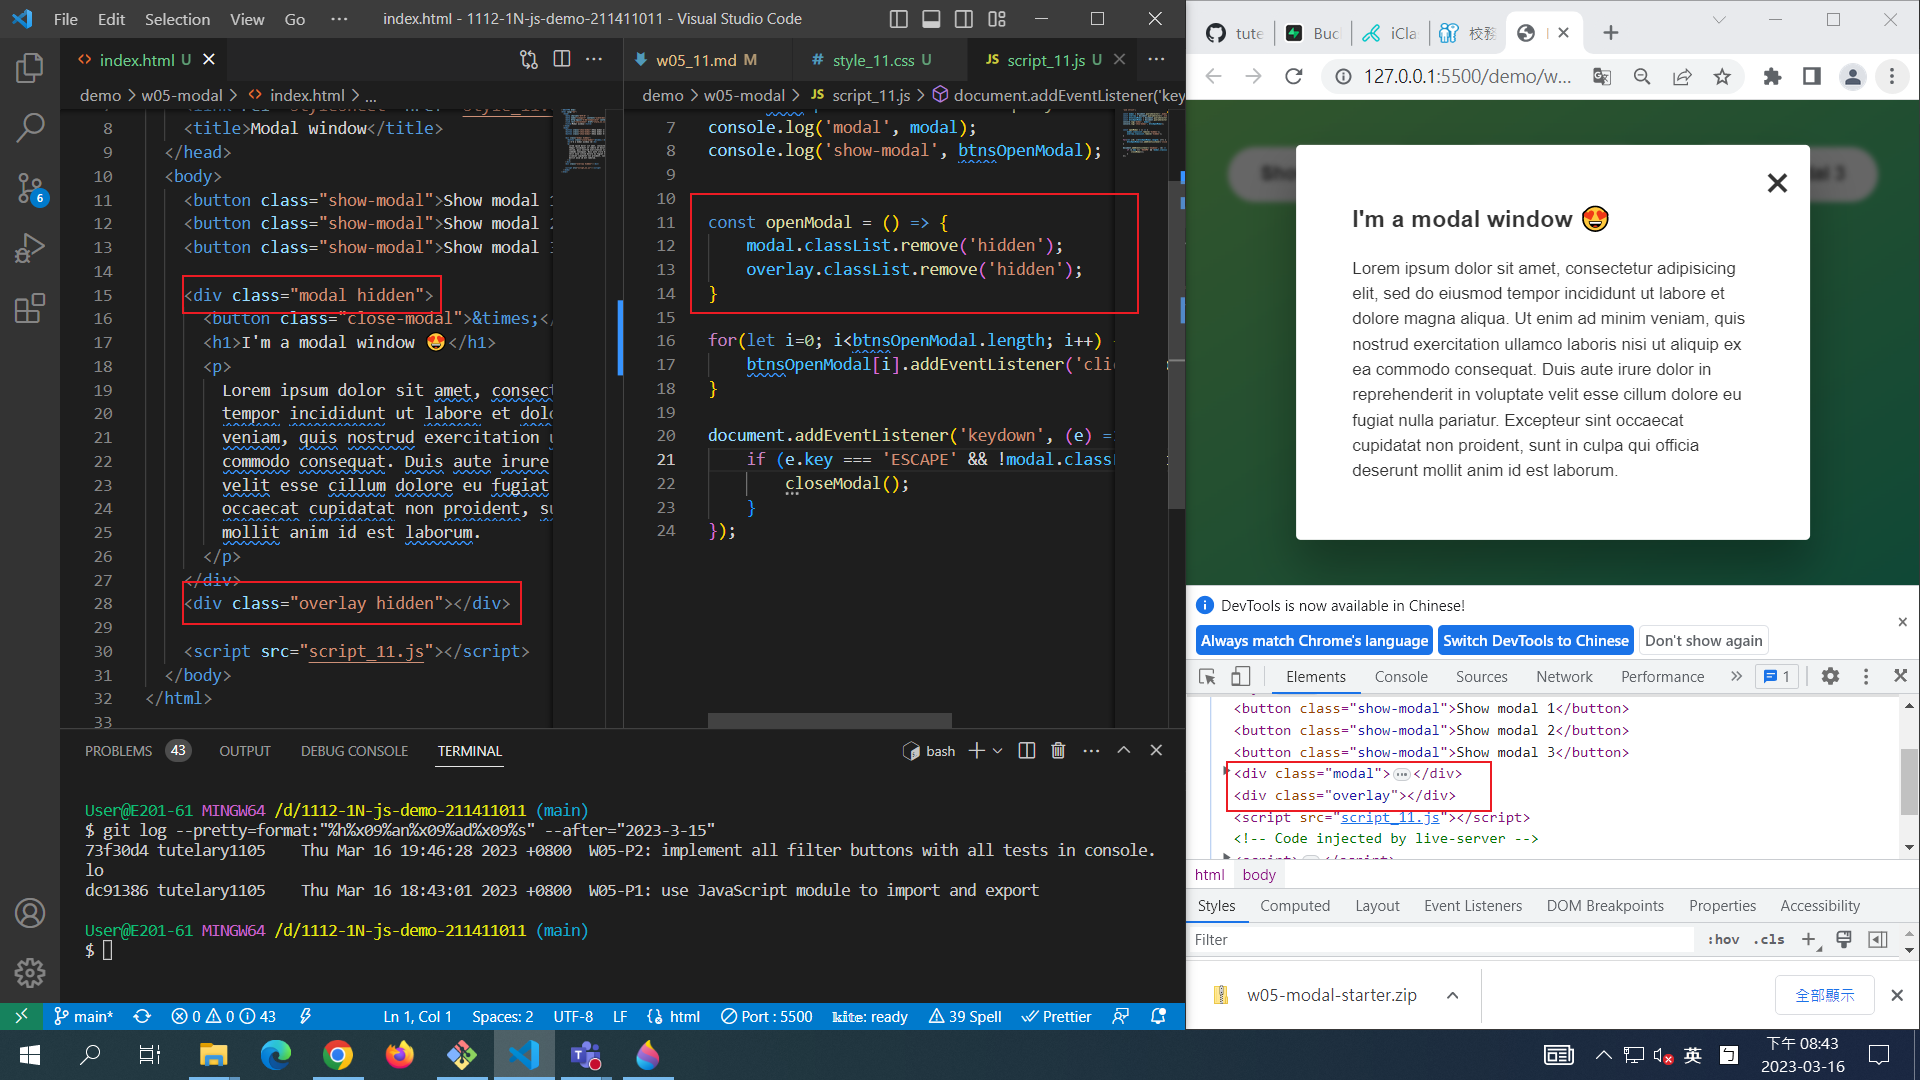 File Edit Selection View Go ··· index.html - 1112-1N-js-demo-211411011 - Visual Studio Code
index.html U
demo > w05-modal > index.html > ...
8 <title>Modal window</title>
9 </head>
10 <body>
11 <button class="show-modal">Show modal 1
12 <button class="show-modal">Show modal 2
13 <button class="show-modal">Show modal
14
15 <div class="modal hidden">
16 <button class="close-modal">&times;</
17 <h1>I'm a modal window 😍</h1>
18 <p>
19 Lorem ipsum dolor sit amet, consect
20 tempor incididunt ut labore et dolo
21 veniam, quis nostrud exercitation u
22 commodo consequat. Duis aute irure
23 velit esse cillum dolore eu fugiat
24 occaecat cupidatat non proident, su
25 mollit anim id est laborum.
26 </p>
27 </div>
28 <div class="overlay hidden"></div>
29
30 <script src="script_11.js"></script>
31 </body>
32 </html>
33
w05_11.md M
style_11.css U
script_11.js U
demo > w05-modal > script_11.js > document.addEventListener('key
7 console.log('modal', modal);
8 console.log('show-modal', btnsOpenModal);
9
10
11 const openModal = () => {
12 modal.classList.remove('hidden');
13 overlay.classList.remove('hidden');
14 }
15
16 for(let i=0; i<btnsOpenModal.length; i++)
17 btnsOpenModal[i].addEventListener('clic
18 }
19
20 document.addEventListener('keydown', (e) =
21 if (e.key === 'ESCAPE' && !modal.classL
22 closeModal();
23 }
24 });
PROBLEMS 43 OUTPUT DEBUG CONSOLE TERMINAL
bash
User@E201-61 MINGW64 /d/1112-1N-js-demo-211411011 (main)
$ git log --pretty=format:"%h%x09%an%x09%ad%x09%s" --after="2023-3-15"
73f30d4 tutelary1105 Thu Mar 16 19:46:28 2023 +0800 W05-P2: implement all filter buttons with all tests in console.
lo
dc91386 tutelary1105 Thu Mar 16 18:43:01 2023 +0800 W05-P1: use JavaScript module to import and export
User@E201-61 MINGW64 /d/1112-1N-js-demo-211411011 (main)
$
6
main* 0 0 43 Ln 1, Col 1 Spaces: 2 UTF-8 LF html Port : 5500 kite: ready 39 Spell Prettier
tute Buc iCla 校務
127.0.0.1:5500/demo/w...
Sho
al 3
I'm a modal window 😍
Lorem ipsum dolor sit amet, consectetur adipisicing
elit, sed do eiusmod tempor incididunt ut labore et
dolore magna aliqua. Ut enim ad minim veniam, quis
nostrud exercitation ullamco laboris nisi ut aliquip ex
ea commodo consequat. Duis aute irure dolor in
reprehenderit in voluptate velit esse cillum dolore eu
fugiat nulla pariatur. Excepteur sint occaecat
cupidatat non proident, sunt in culpa qui officia
deserunt mollit anim id est laborum.
DevTools is now available in Chinese!
Always match Chrome's language Switch DevTools to Chinese Don't show again
Elements Console Sources Network Performance » 1
<button class="show-modal">Show modal 1</button>
<button class="show-modal">Show modal 2</button>
<button class="show-modal">Show modal 3</button>
<div class="modal">···</div>
<div class="overlay"></div>
<script src="script_11.js"></script>
<!-- Code injected by live-server -->
<script>···</script>
html body
Styles Computed Layout Event Listeners DOM Breakpoints Properties Accessibility
Filter :hov .cls +
w05-modal-starter.zip
全部顯示
英
下午 08:43
2023-03-16